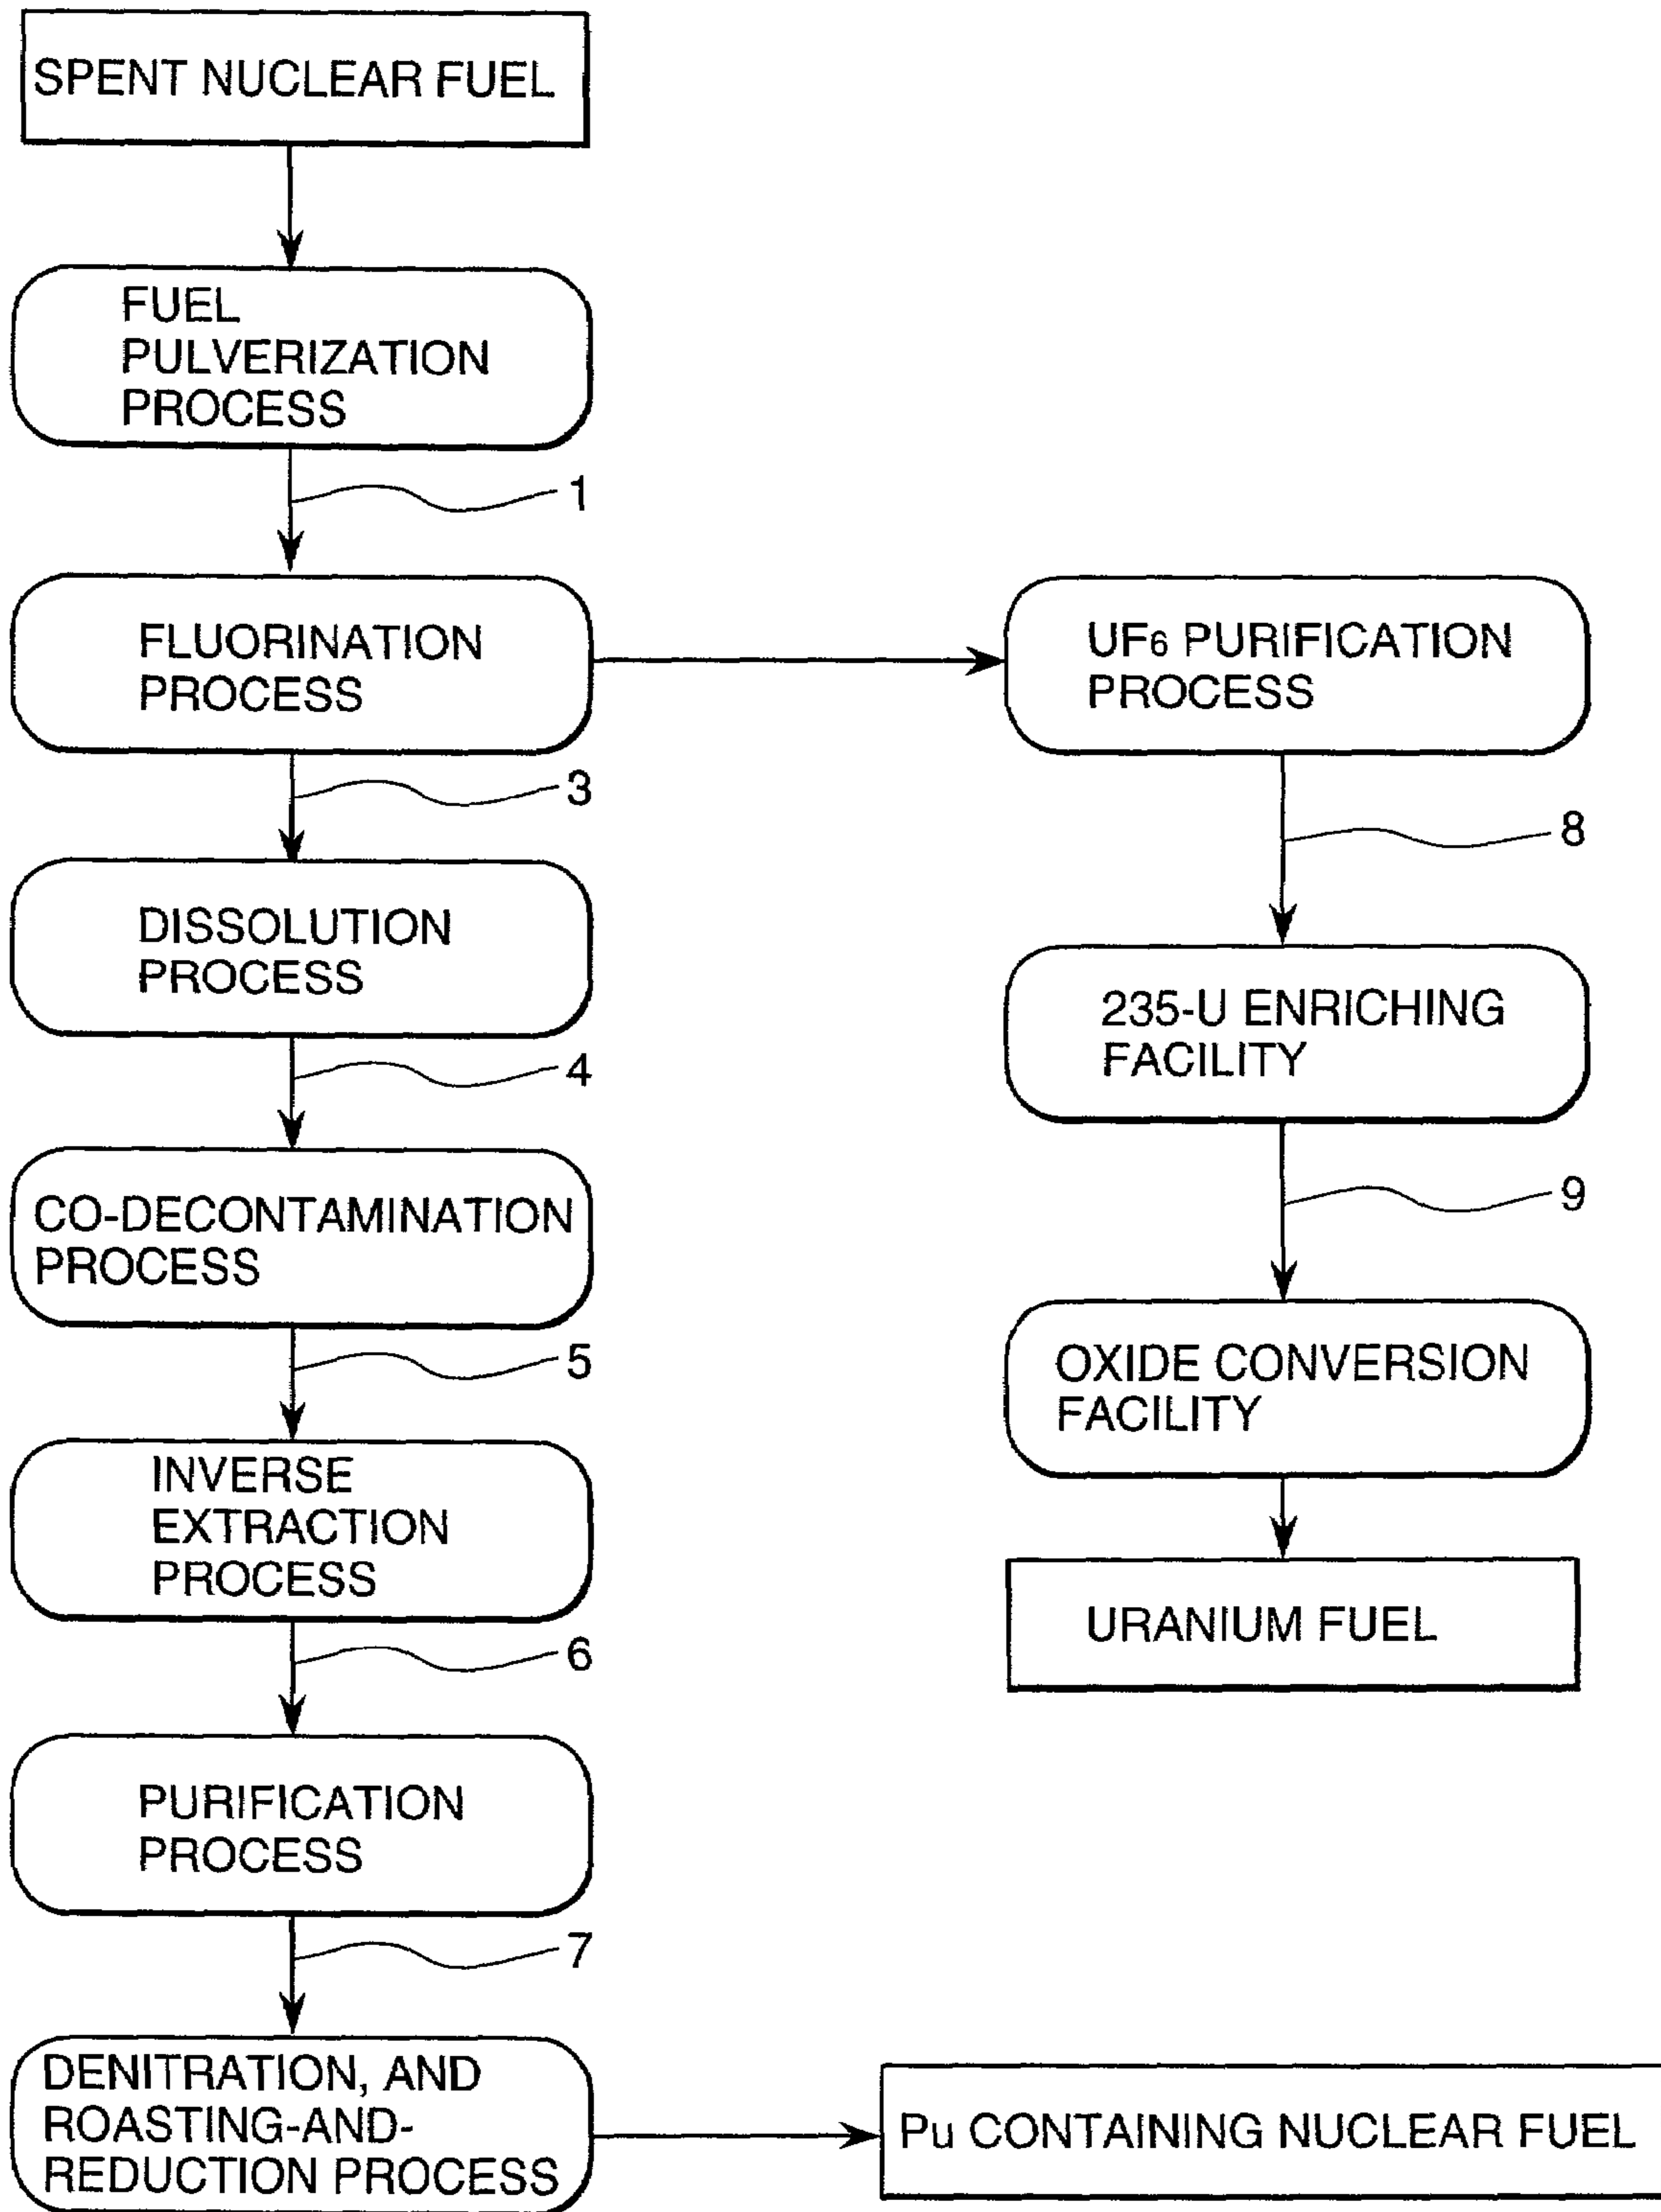 SPENT NUCLEAR FUEL
FUEL
PULVERIZATION
PROCESS
1
FLUORINATION
PROCESS
3
DISSOLUTION
PROCESS
4
CO-DECONTAMINATION
PROCESS
5
INVERSE
EXTRACTION
PROCESS
6
PURIFICATION
PROCESS
7
DENITRATION, AND
ROASTING-AND-
REDUCTION PROCESS
UF6 PURIFICATION
PROCESS
8
235-U ENRICHING
FACILITY
9
OXIDE CONVERSION
FACILITY
URANIUM FUEL
Pu CONTAINING NUCLEAR FUEL